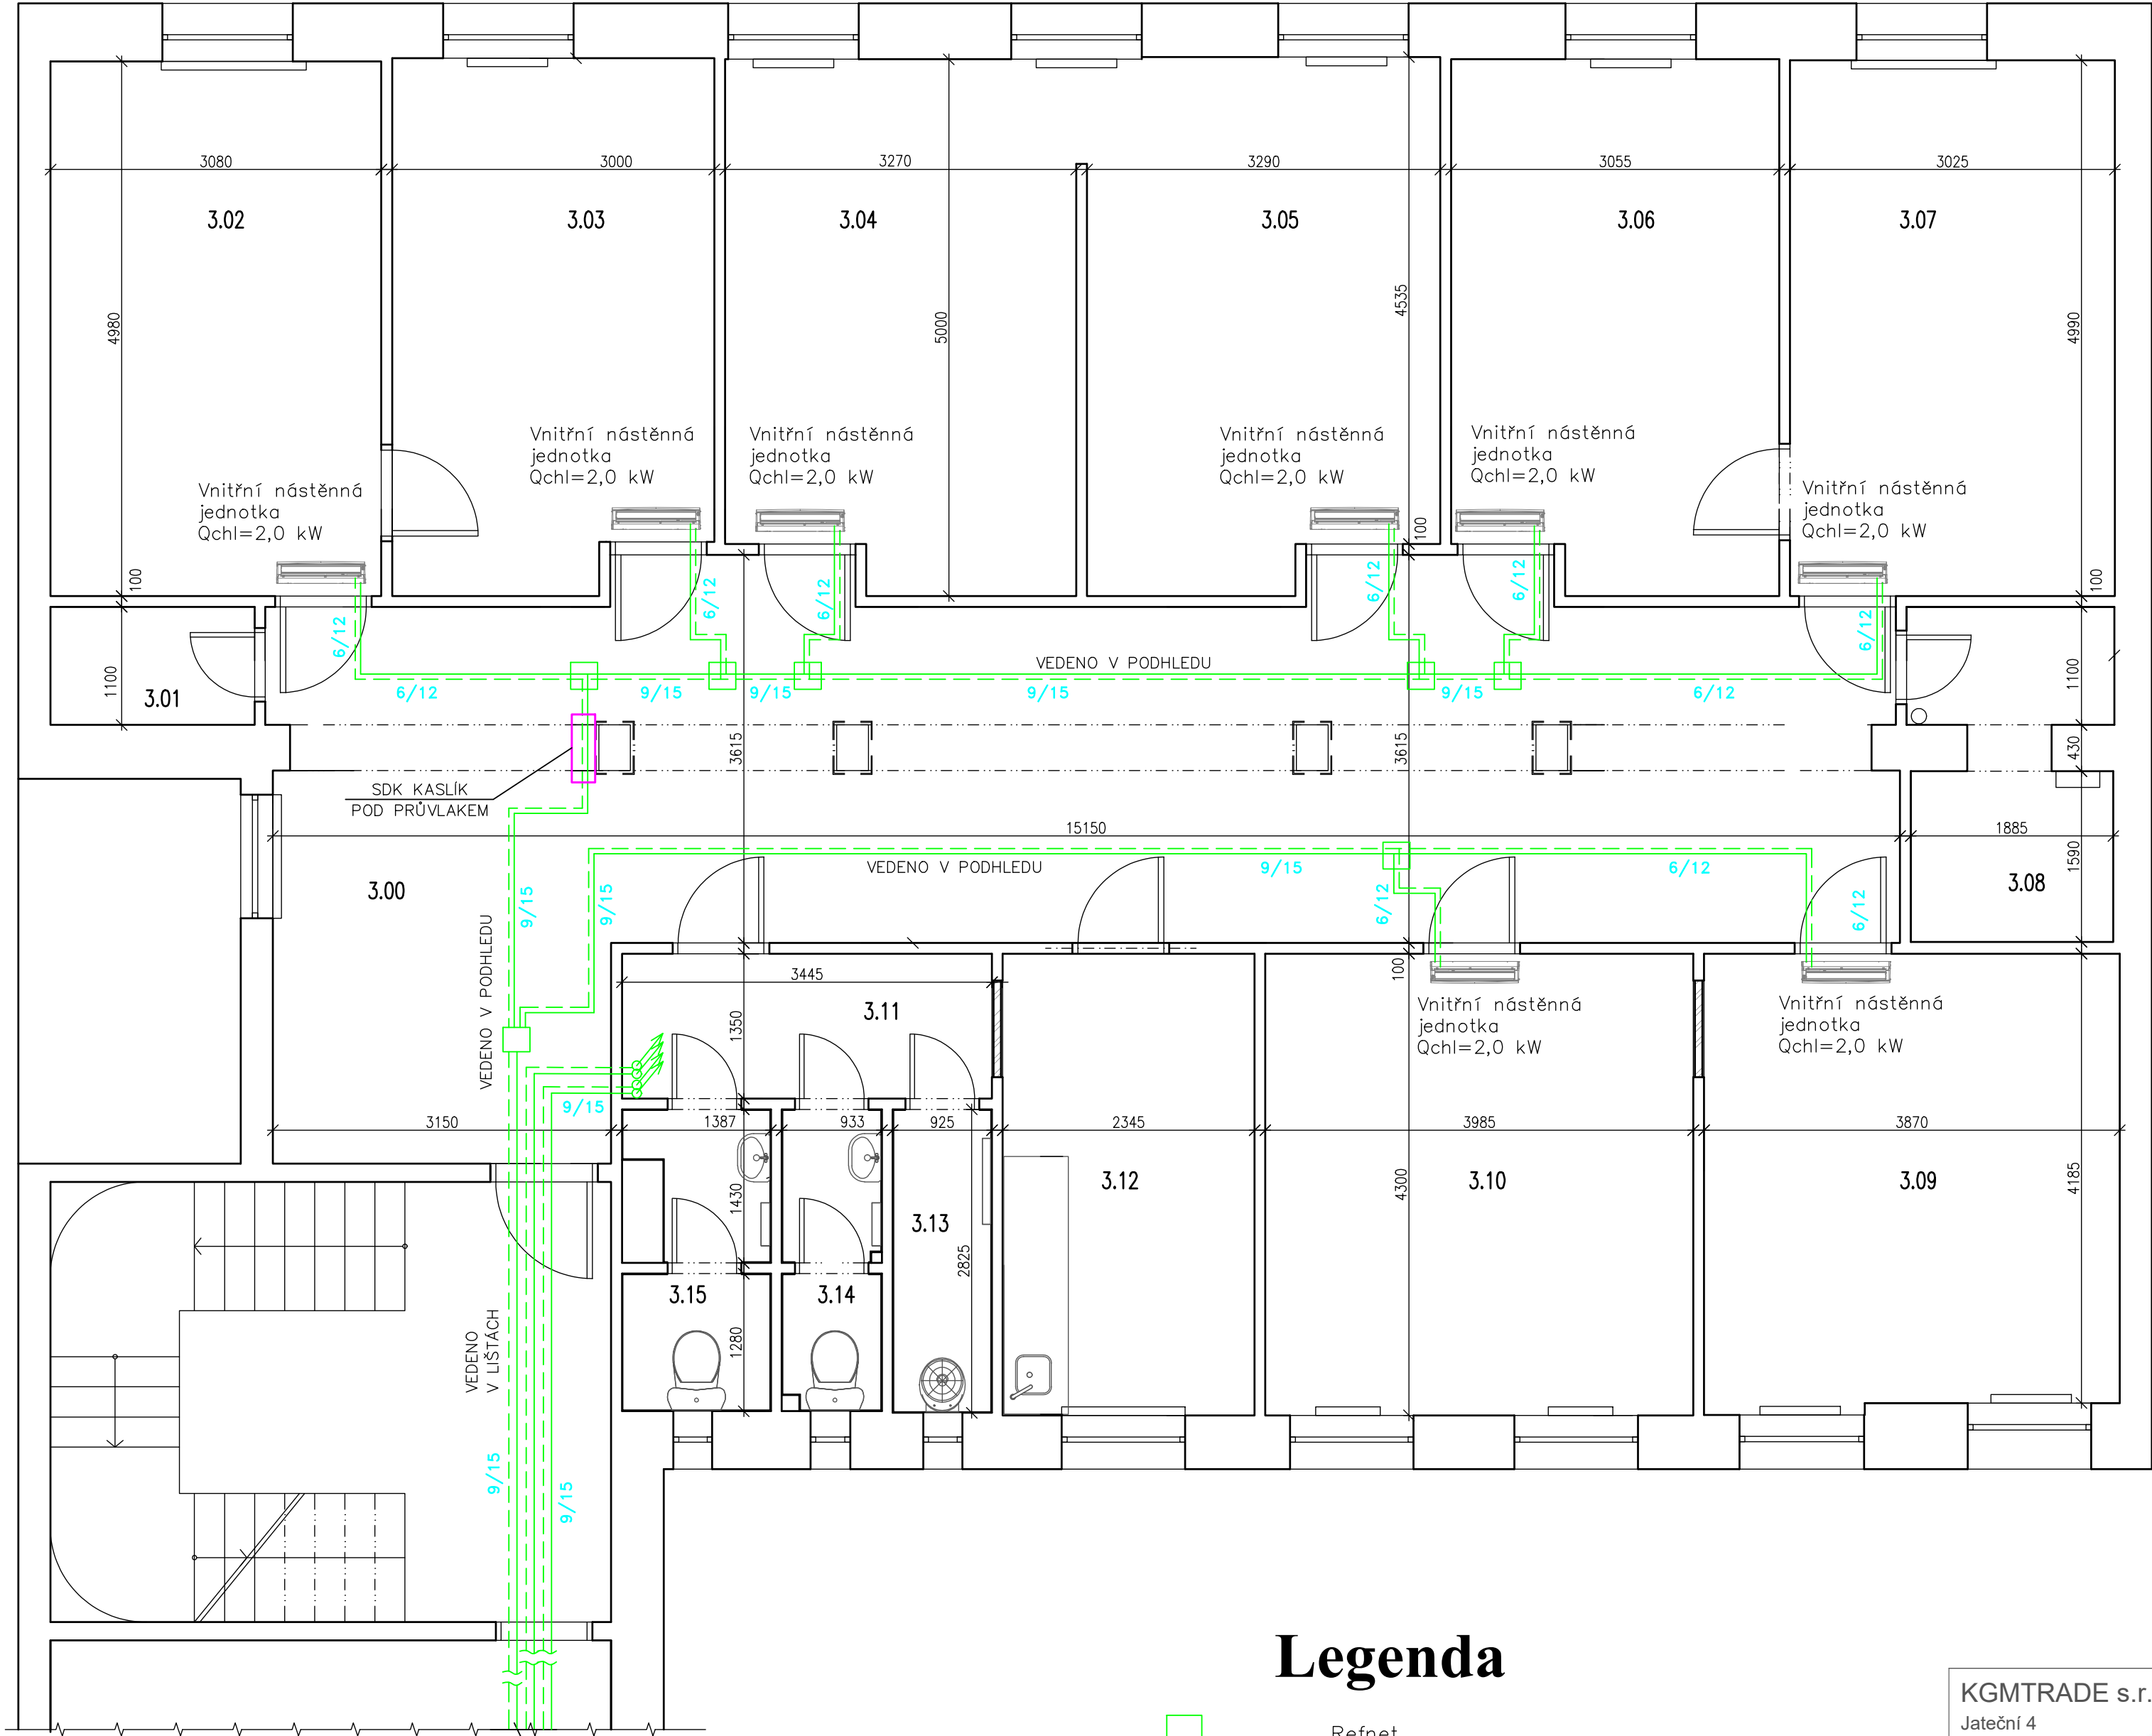 3080
3000
3270
3290
3055
3025
3.02
3.03
3.04
3.05
3.06
3.07
4980
5000
4535
4990
Vnitřní nástěnná
jednotka
Qchl=2,0 kW
Vnitřní nástěnná
jednotka
Qchl=2,0 kW
Vnitřní nástěnná
jednotka
Qchl=2,0 kW
Vnitřní nástěnná
jednotka
Qchl=2,0 kW
Vnitřní nástěnná
jednotka
Qchl=2,0 kW
Vnitřní nástěnná
jednotka
Qchl=2,0 kW
100
100
100
6/12
6/12
6/12
6/12
6/12
6/12
1100
3.01
VEDENO V PODHLEDU
6/12
9/15
9/15
9/15
9/15
6/12
1100
3615
3615
430
SDK KASLÍK
POD PRŮVLAKEM
15150
1885
1590
VEDENO V PODHLEDU
9/15
6/12
3.00
9/15
9/15
6/12
6/12
3.08
VEDENO V PODHLEDU
3445
100
3.11
1350
Vnitřní nástěnná
jednotka
Qchl=2,0 kW
Vnitřní nástěnná
jednotka
Qchl=2,0 kW
9/15
3150
1387
933
925
2345
3985
3870
3.12
3.10
3.09
1430
4300
4185
3.13
2825
3.15
3.14
1280
VEDENO
V LIŠTÁCH
9/15
9/15
Legenda
Refnet
KGMTRADE s.r.
Jateční 4